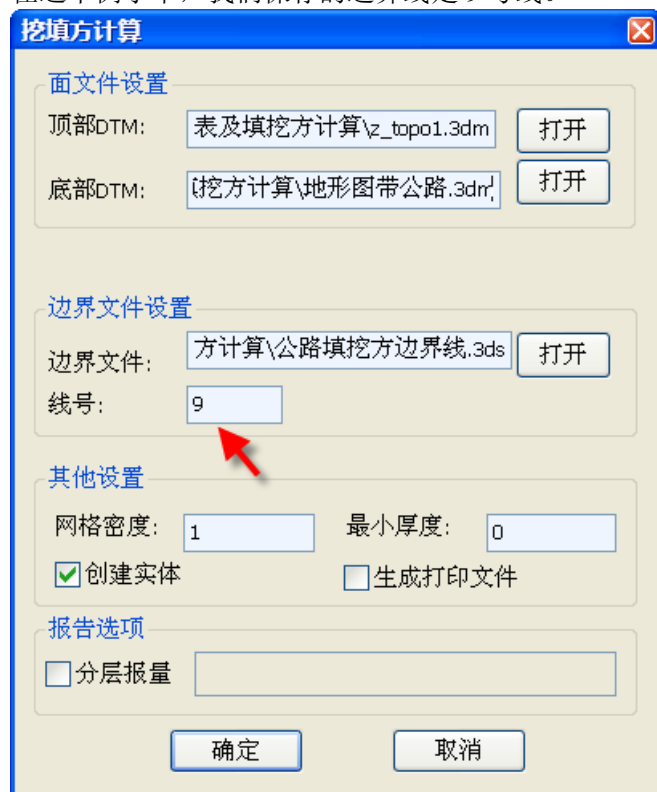 挖填方计算
面文件设置
顶部DTM: 表及填挖方计算\z_topo1.3dm 打开
底部DTM: 挖方计算\地形图带公路.3dm 打开
边界文件设置
边界文件: 方计算\公路填挖方边界线.3ds 打开
线号: 9
其他设置
网格密度: 1 最小厚度: 0
创建实体 生成打印文件
报告选项
分层报量
确定 取消